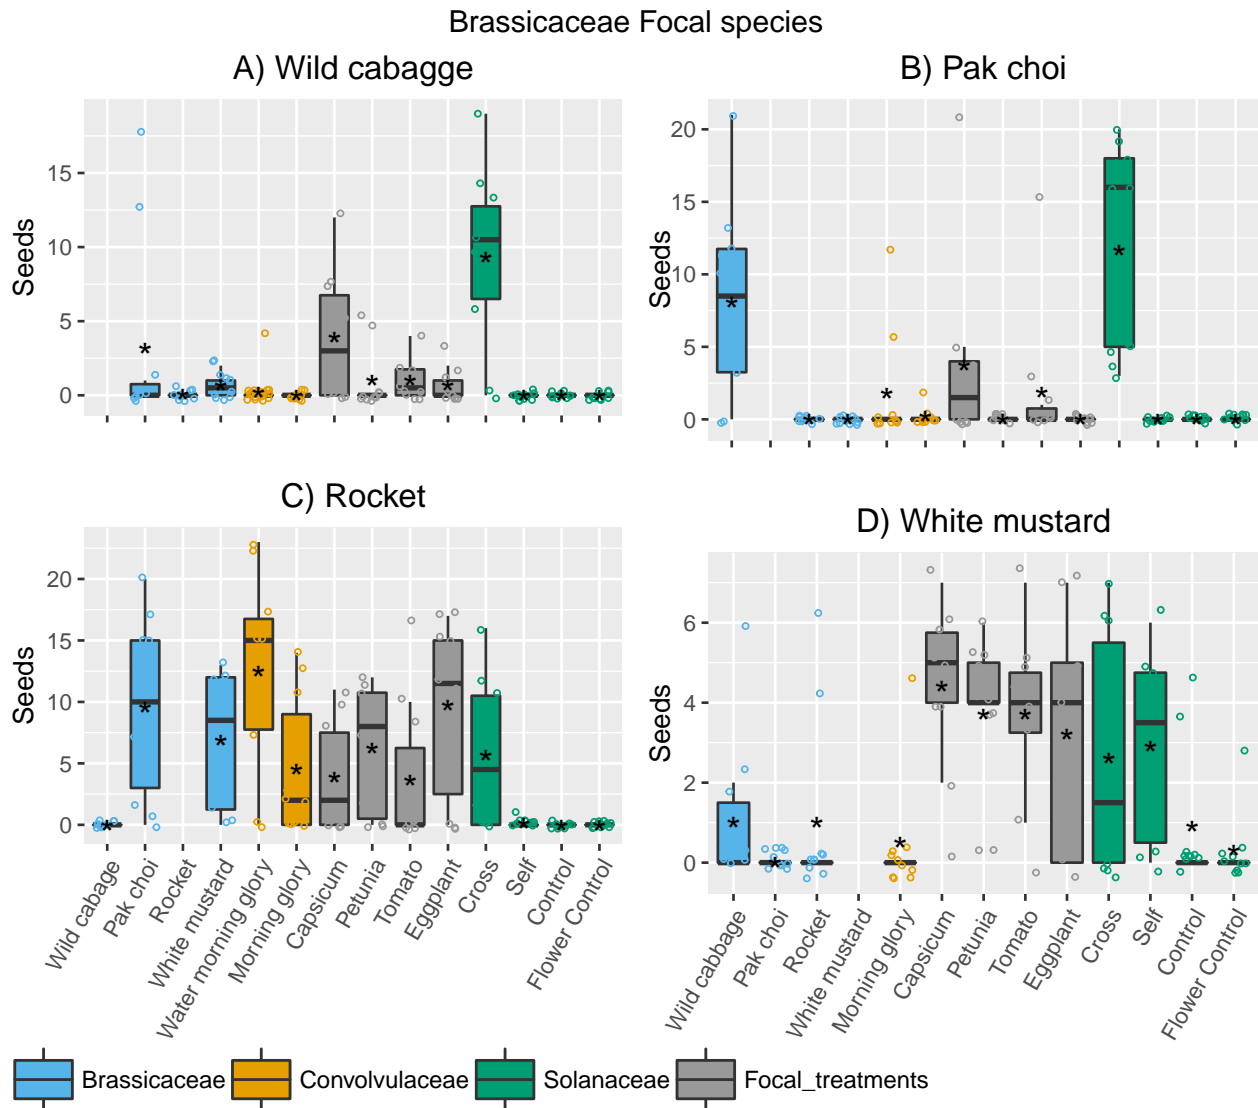 Brassicaceae Focal species
A) Wild cabagge
B) Pak choi
Seeds
15
10
5
0
Seeds
20
15
10
5
0
C) Rocket
D) White mustard
Seeds
20
15
10
5
0
Seeds
6
4
2
0
Wild cabbage
Pak choi
Rocket
White mustard
Water morning glory
Morning glory
Capsicum
Petunia
Tomato
Eggplant
Cross
Self
Control
Flower Control
Wild cabbage
Pak choi
Rocket
White mustard
Morning glory
Capsicum
Petunia
Tomato
Eggplant
Cross
Self
Control
Flower Control
Brassicaceae
Convolvulaceae
Solanaceae
Focal_treatments